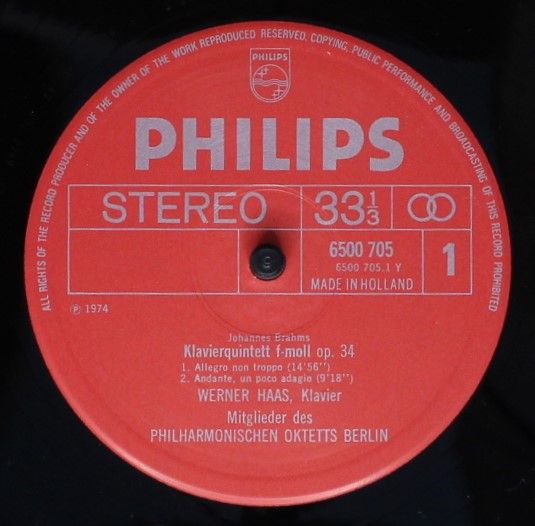 ALL RIGHTS OF THE RECORD PRODUCER AND OF THE OWNER OF THE WORK REPRODUCED RESERVED. COPYING, PUBLIC PERFORMANCE AND BROADCASTING OF THIS RECORD PROHIBITED
PHILIPS
PHILIPS
STEREO
33⅓
6500 705
6500 705.1 Y
MADE IN HOLLAND
1
℗ 1974
Johannes Brahms
Klavierquintett f-moll op. 34
1. Allegro non troppo (14'56'')
2. Andante, un poco adagio (9'18'')
WERNER HAAS, Klavier
Mitglieder des
PHILHARMONISCHEN OKTETTS BERLIN